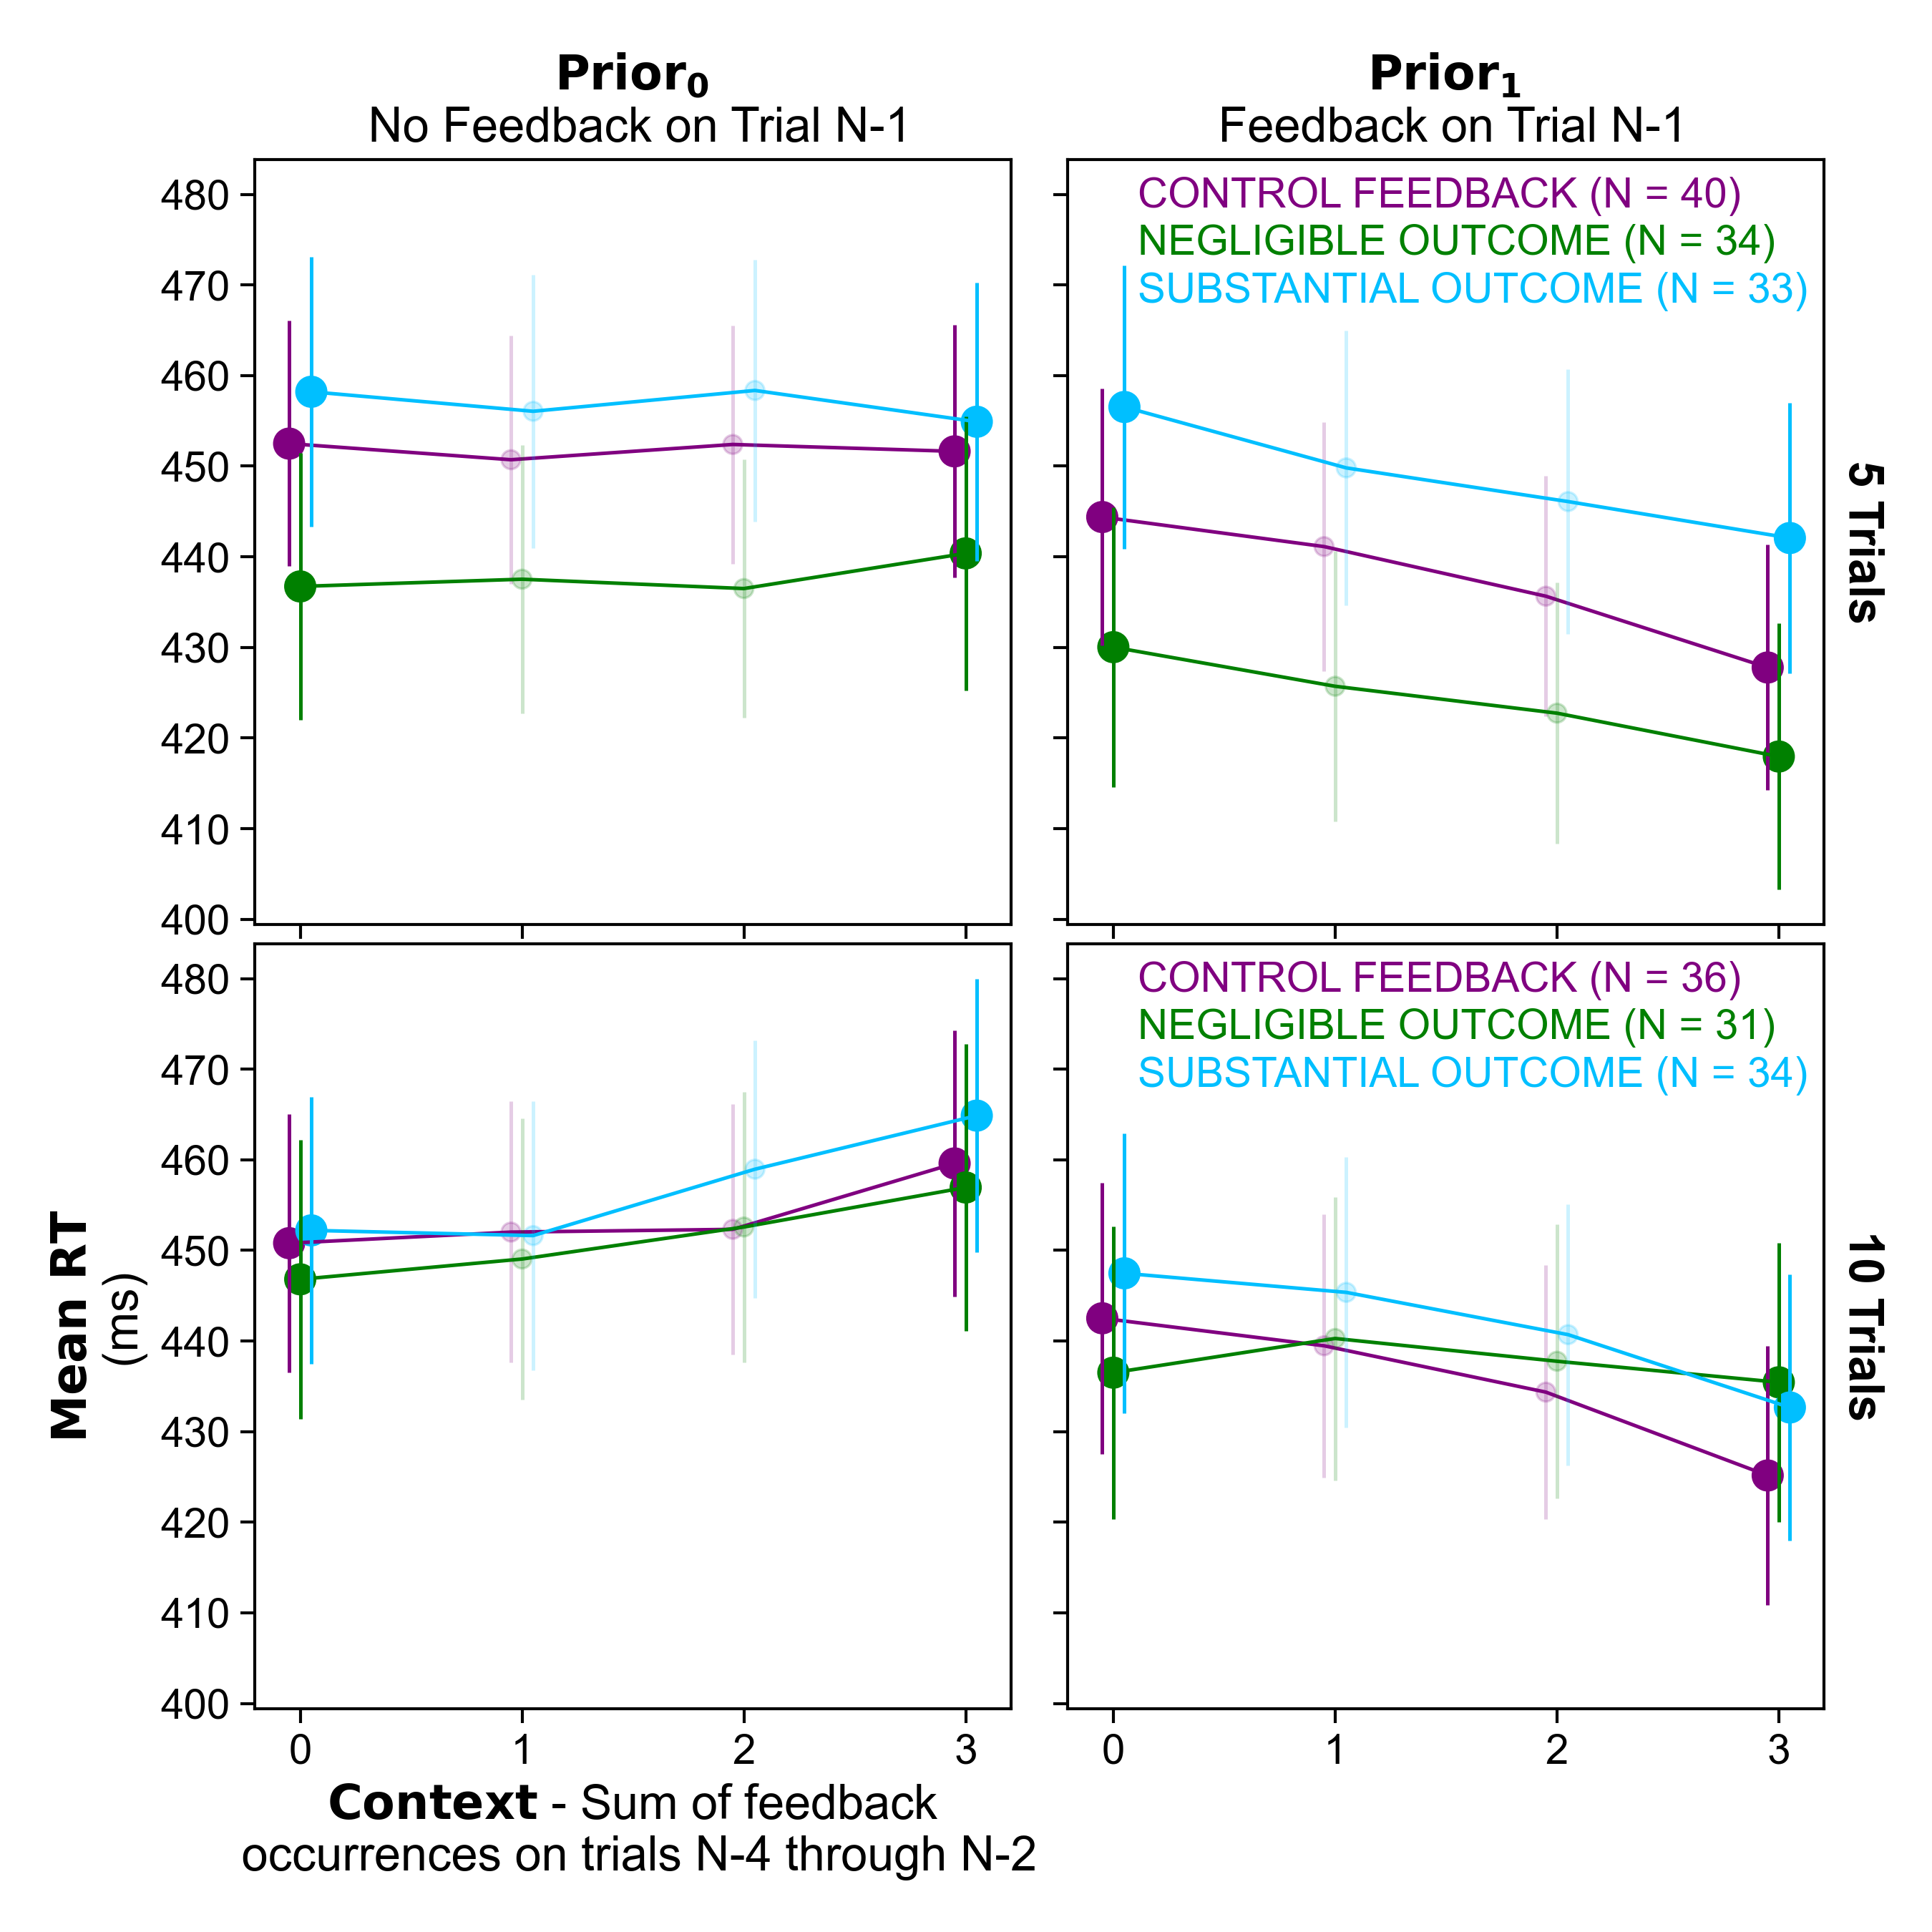 Prior₀
No Feedback on Trial N-1
Prior₁
Feedback on Trial N-1
480
470
460
450
440
430
420
410
400
CONTROL FEEDBACK (N = 40)
NEGLIGIBLE OUTCOME (N = 34)
SUBSTANTIAL OUTCOME (N = 33)
5 Trials
Mean RT
(ms)
480
470
460
450
440
430
420
410
400
CONTROL FEEDBACK (N = 36)
NEGLIGIBLE OUTCOME (N = 31)
SUBSTANTIAL OUTCOME (N = 34)
10 Trials
0 1 2 3
0 1 2 3
Context - Sum of feedback
occurrences on trials N-4 through N-2